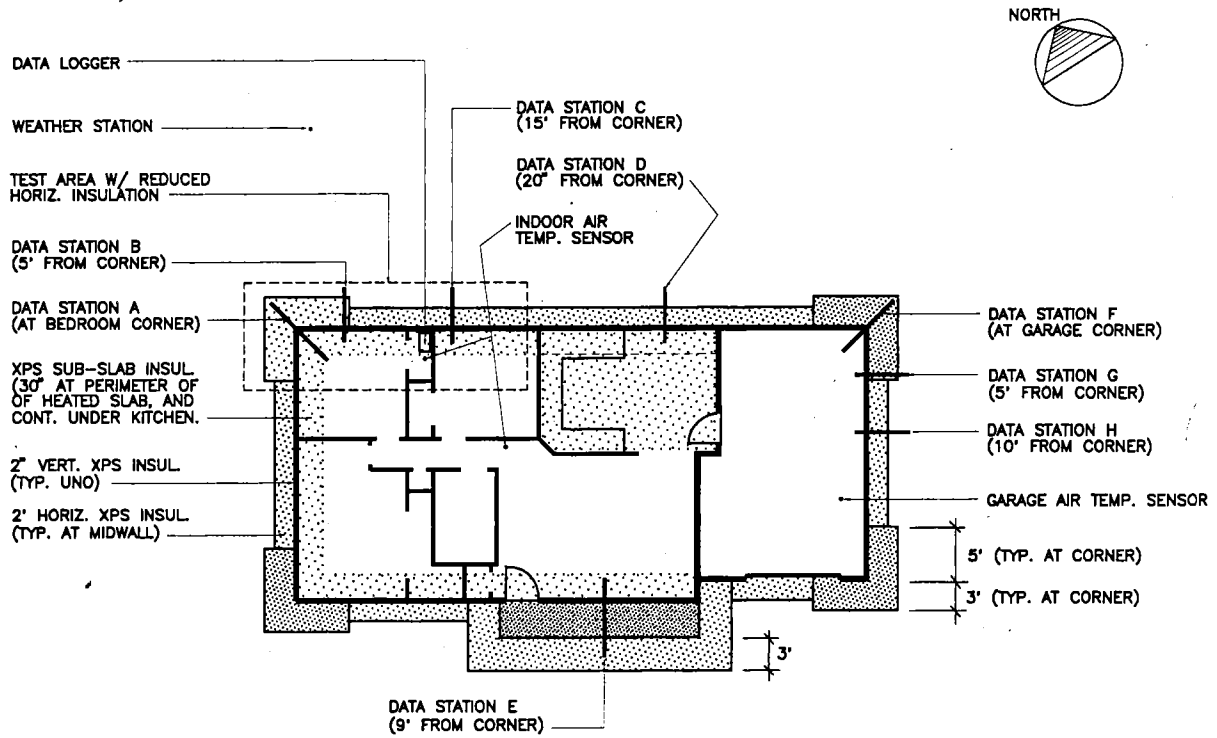 NORTH
DATA LOGGER
WEATHER STATION
TEST AREA W/ REDUCED
HORIZ. INSULATION
DATA STATION B
(5' FROM CORNER)
DATA STATION A
(AT BEDROOM CORNER)
XPS SUB-SLAB INSUL.
(30" AT PERIMETER OF
OF HEATED SLAB, AND
CONT. UNDER KITCHEN.
2" VERT. XPS INSUL.
(TYP. UNO)
2' HORIZ. XPS INSUL.
(TYP. AT MIDWALL)
DATA STATION C
(15' FROM CORNER)
DATA STATION D
(20" FROM CORNER)
INDOOR AIR
TEMP. SENSOR
DATA STATION F
(AT GARAGE CORNER)
DATA STATION G
(5' FROM CORNER)
DATA STATION H
(10' FROM CORNER)
GARAGE AIR TEMP. SENSOR
5' (TYP. AT CORNER)
3' (TYP. AT CORNER)
3'
DATA STATION E
(9' FROM CORNER)